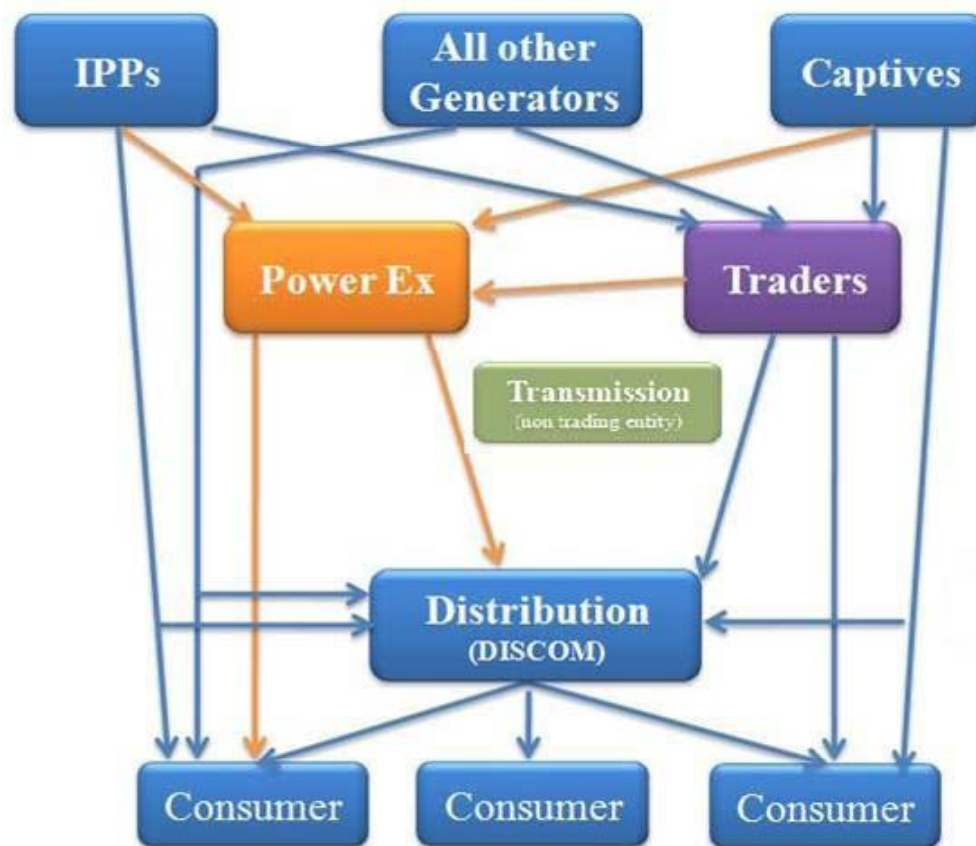 IPPs
All other
Generators
Captives
Power Ex
Traders
Transmission
(non trading entity)
Distribution
(DISCOM)
Consumer
Consumer
Consumer